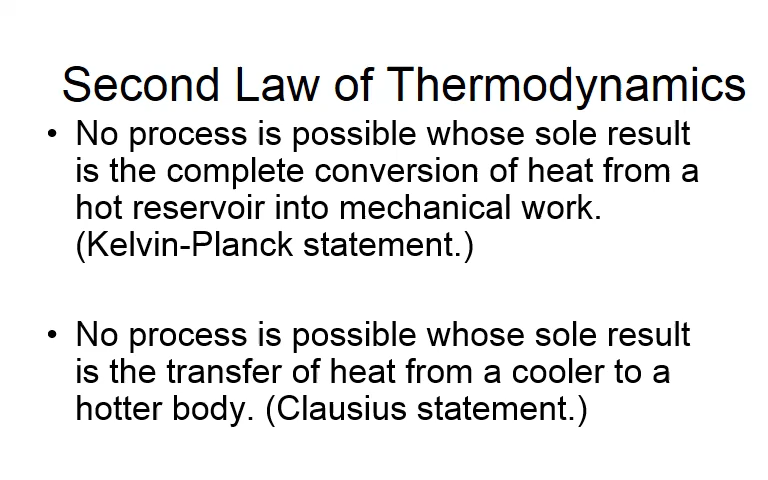 Second Law of Thermodynamics
• No process is possible whose sole result
is the complete conversion of heat from a
hot reservoir into mechanical work.
(Kelvin-Planck statement.)
• No process is possible whose sole result
is the transfer of heat from a cooler to a
hotter body. (Clausius statement.)